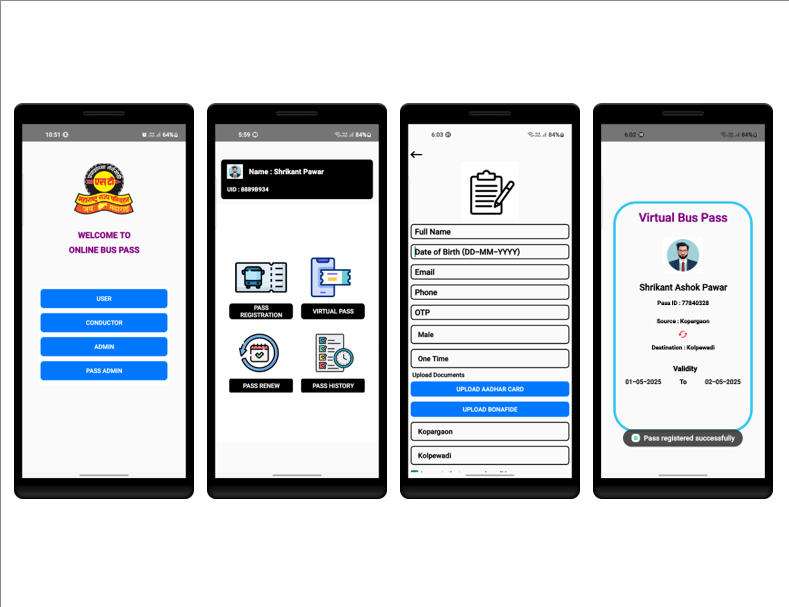 10:51
64%
एस टी
WELCOME TO
ONLINE BUS PASS
USER
CONDUCTOR
ADMIN
PASS ADMIN
5:59
84%
Name : Shrikant Pawar
UID : 8889B934
PASS
REGISTRATION
VIRTUAL PASS
PASS RENEW
PASS HISTORY
6:03
84%
Full Name
Date of Birth (DD-MM-YYYY)
Email
Phone
OTP
Male
One Time
Upload Documents
UPLOAD AADHAR CARD
UPLOAD BONAFIDE
Kopargaon
Kolpewadi
6:02
84%
Virtual Bus Pass
Shrikant Ashok Pawar
Pass ID : 77840328
Source : Kopargaon
Destination : Kolpewadi
Validity
01-05-2025 To 02-05-2025
Pass registered successfully